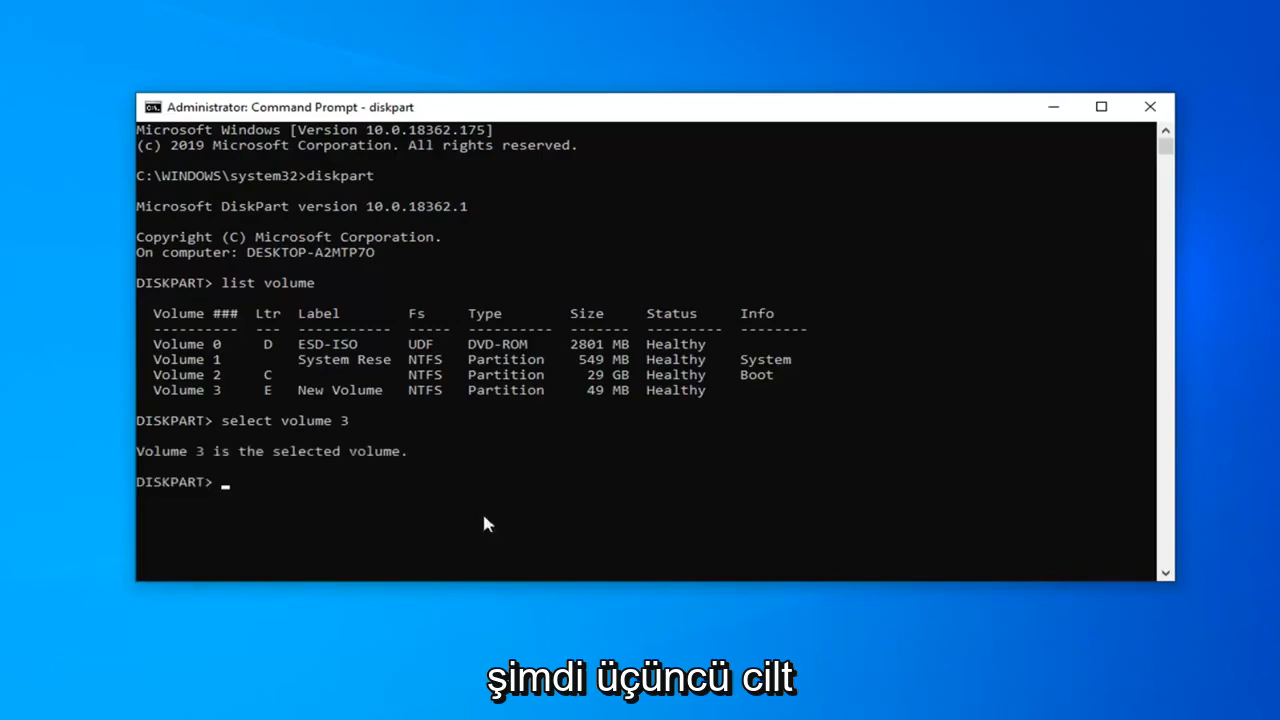 Administrator: Command Prompt - diskpart
Microsoft Windows [Version 10.0.18362.175]
(c) 2019 Microsoft Corporation. All rights reserved.
C:\WINDOWS\system32>diskpart
Microsoft DiskPart version 10.0.18362.1
Copyright (C) Microsoft Corporation.
On computer: DESKTOP-A2MTP7O
DISKPART> list volume
Volume ### Ltr Label Fs Type Size Status Info
---------- --- ----------- ----- ---------- ------- --------- --------
Volume 0 D ESD-ISO UDF DVD-ROM 2801 MB Healthy
Volume 1 System Rese NTFS Partition 549 MB Healthy System
Volume 2 C NTFS Partition 29 GB Healthy Boot
Volume 3 E New Volume NTFS Partition 49 MB Healthy
DISKPART> select volume 3
Volume 3 is the selected volume.
DISKPART> _
şimdi üçüncü cilt